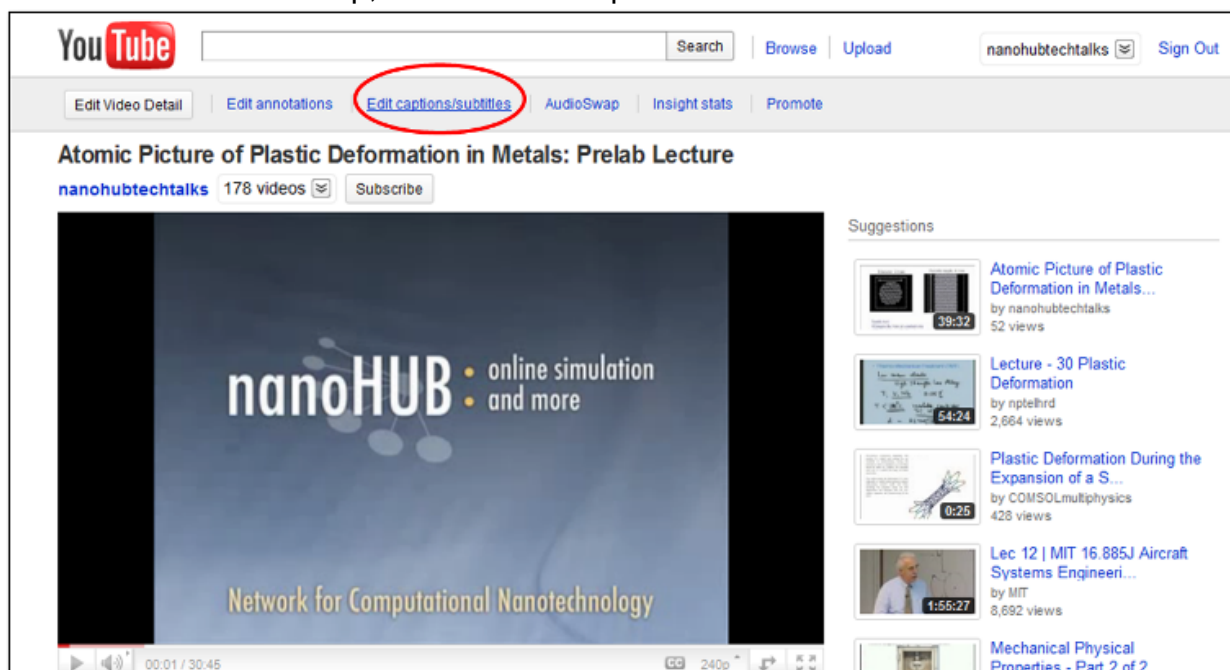 You Tube Search Browse Upload nanohubtechtalks Sign Out
Edit Video Detail Edit annotations Edit captions/subtitles AudioSwap Insight stats Promote
Atomic Picture of Plastic Deformation in Metals: Prelab Lecture
nanohubtechtalks 178 videos Subscribe
nanoHUB
online simulation
and more
Network for Computational Nanotechnology
00:01 / 30:45 CC 240p
Suggestions
Atomic Picture of Plastic
Deformation in Metals...
by nanohubtechtalks
52 views
39:32
Lecture - 30 Plastic
Deformation
by nptelhrd
2,664 views
54:24
Plastic Deformation During the
Expansion of a S...
by COMSOLmultiphysics
428 views
0:25
Lec 12 | MIT 16.885J Aircraft
Systems Engineeri...
by MIT
8,692 views
1:55:27
Mechanical Physical
Properties - Part 2 of 2